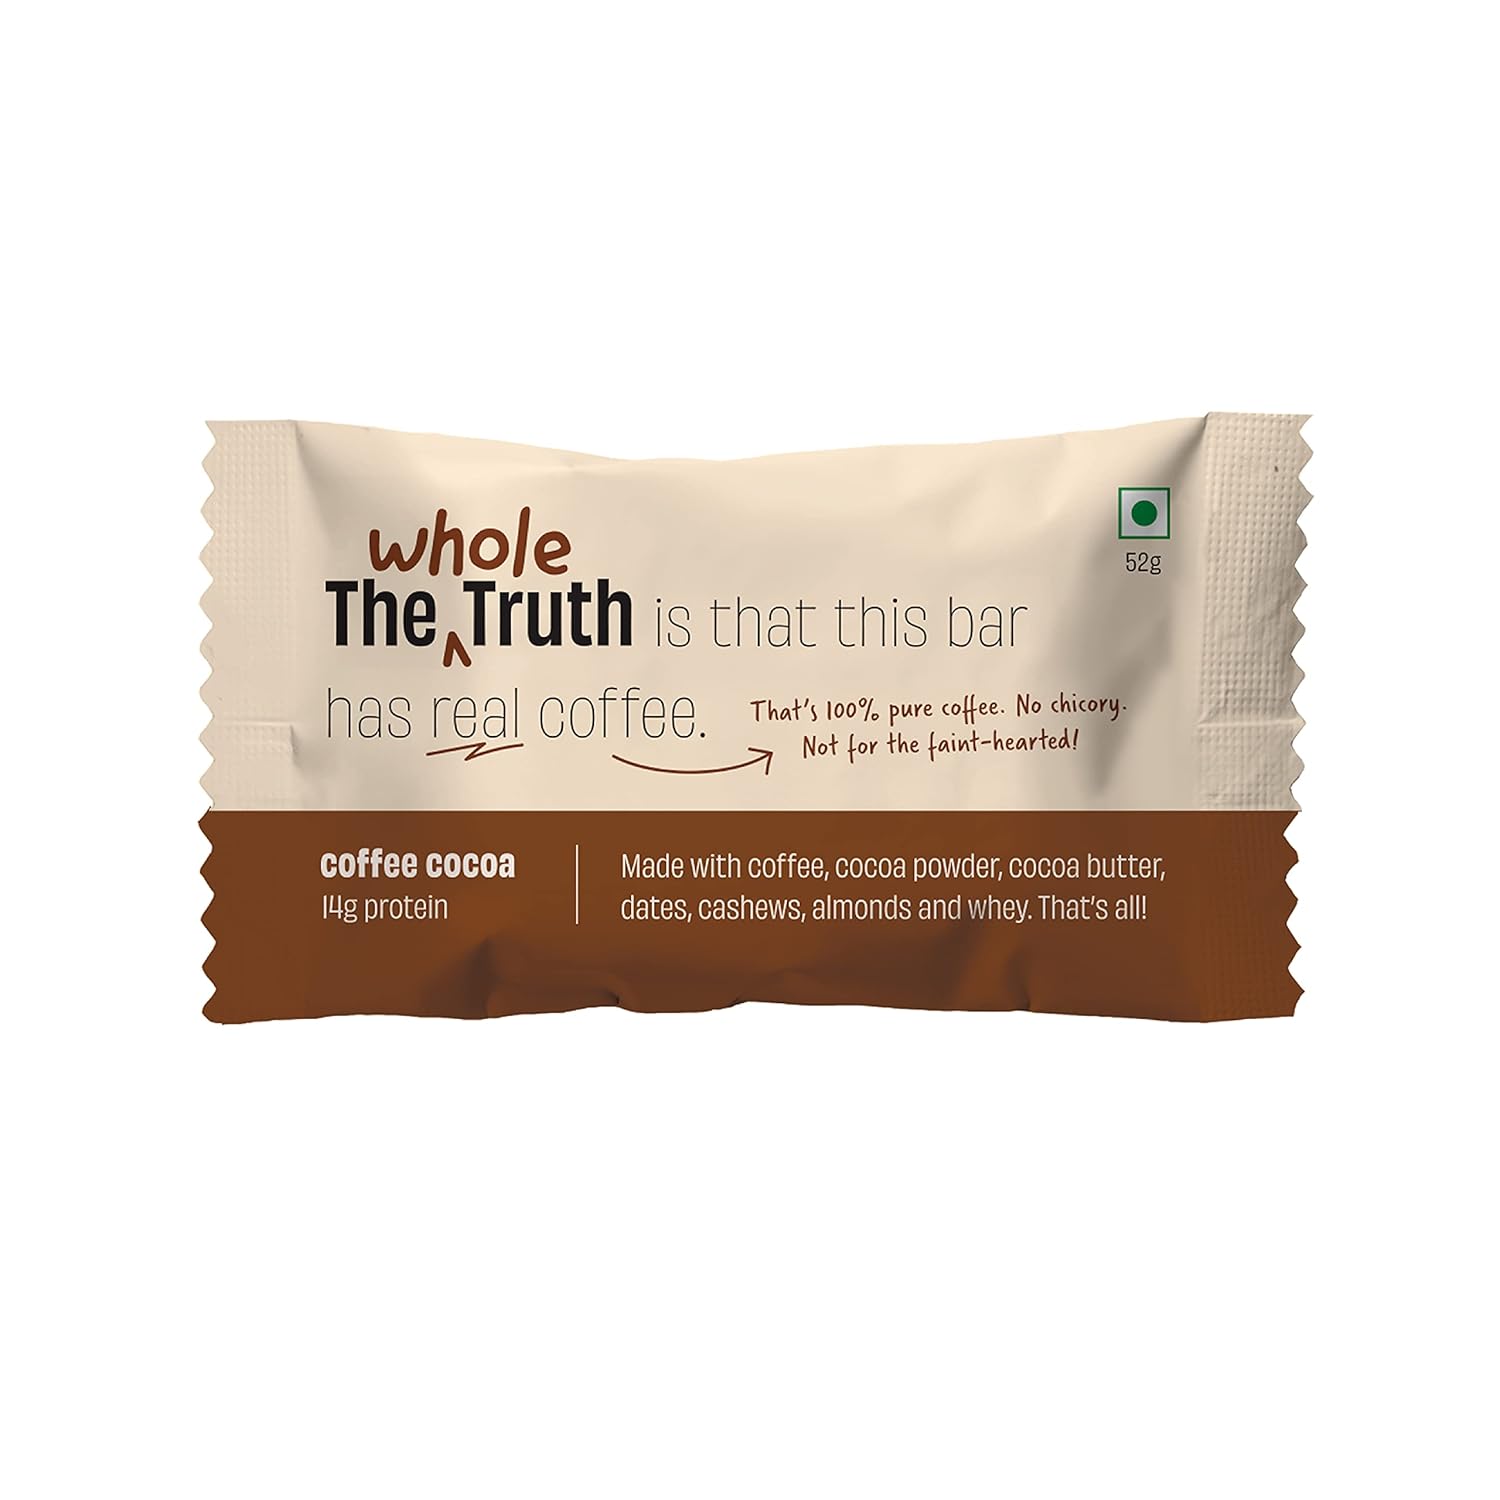 whole
The Truth is that this bar
has real coffee.
That's 100% pure coffee. No chicory.
Not for the faint-hearted!
52g
coffee cocoa
14g protein
Made with coffee, cocoa powder, cocoa butter,
dates, cashews, almonds and whey. That's all!